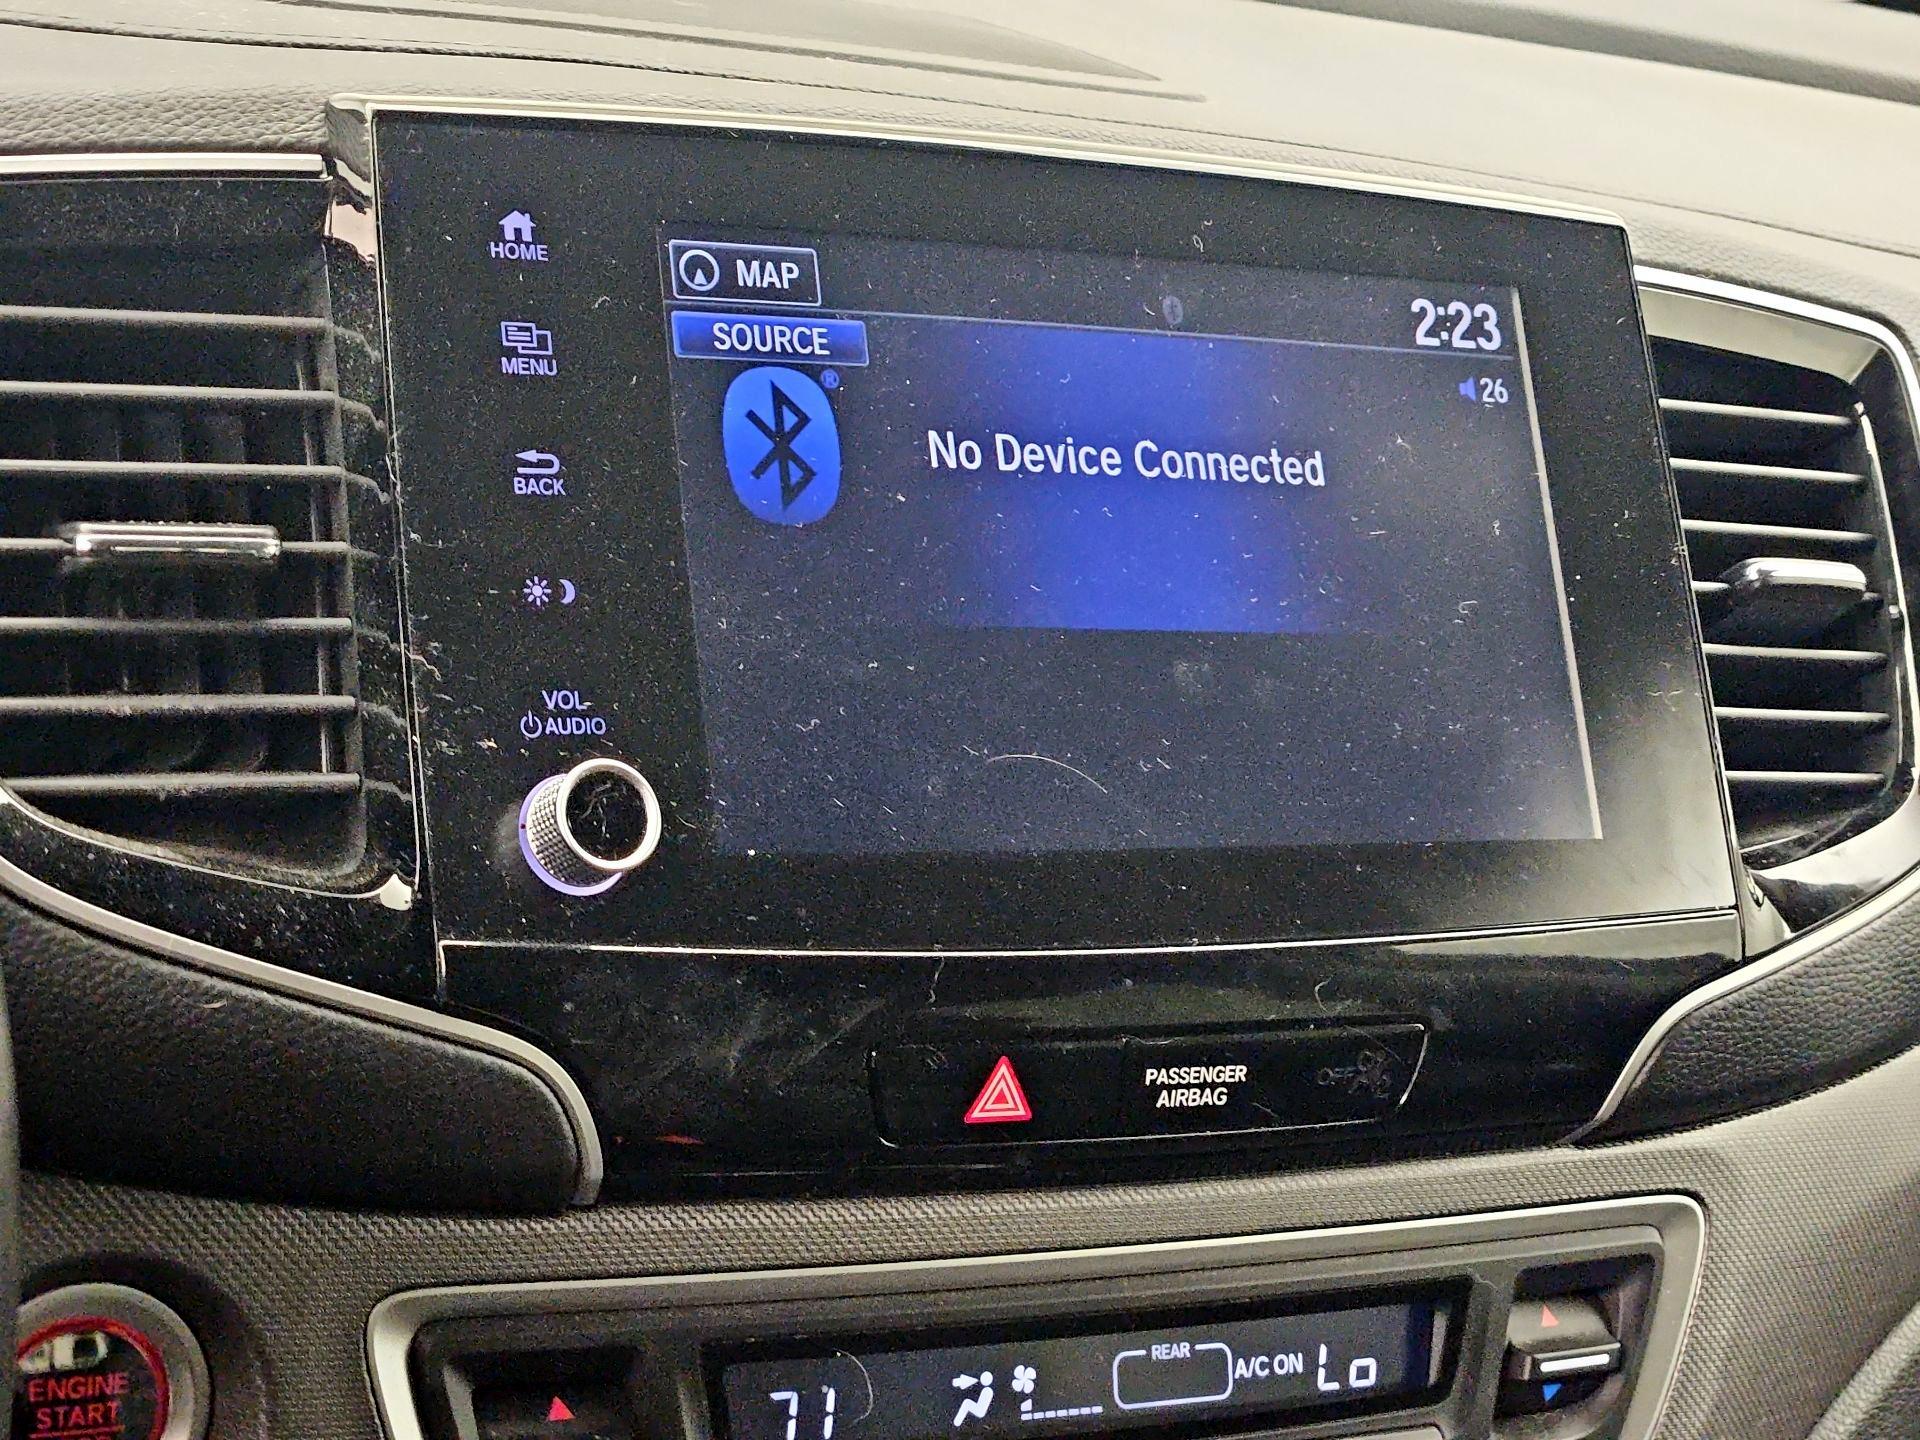 HOME
MAP
2:23
SOURCE
®
26
MENU
No Device Connected
BACK
VOL
AUDIO
PASSENGER
AIRBAG
OFF
ENGINE
START
71
REAR
A/C ON
Lo